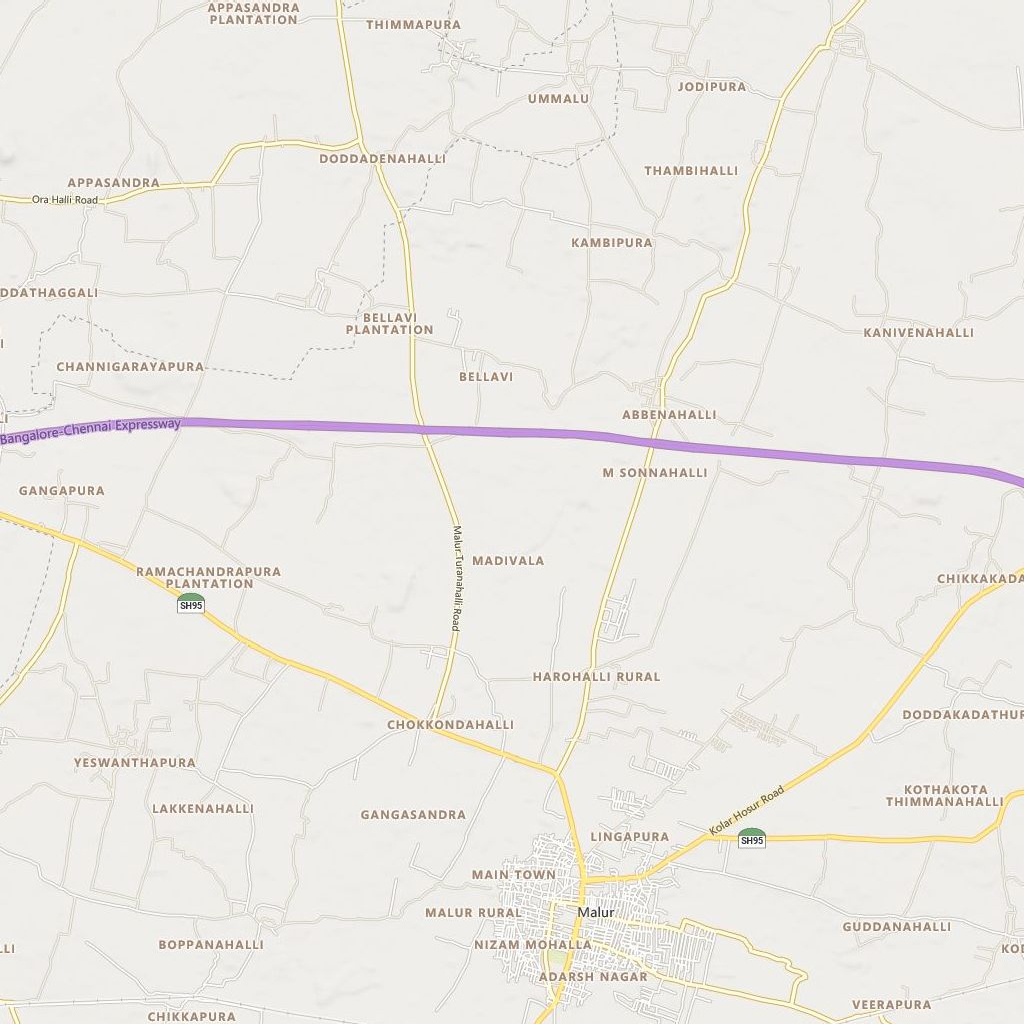 APPASANDRA
PLANTATION
THIMMAPURA
UMMALU
JODIPURA
DODDADENAHALLI
THAMBIHALLI
APPASANDRA
Ora Halli Road
KAMBIPURA
DDATHAGGALI
BELLAVI
PLANTATION
KANIVENAHALLI
I
CHANNIGARAYAPURA
BELLAVI
LI
ABBENAHALLI
Bangalore-Chennai Expressway
M SONNAHALLI
GANGAPURA
MADIVALA
RAMACHANDRAPURA
PLANTATION
CHIKKAKADA
SH95
Malur-Turanahalli Road
HAROHALLI RURAL
CHOKKONDAHALLI
DODDAKADATHUR
YESWANTHAPURA
KOTHAKOTA
THIMMANAHALLI
LAKKENAHALLI
GANGASANDRA
Kolar Hosur Road
LINGAPURA
SH95
MAIN TOWN
MALUR RURAL
Malur
GUDDANAHALLI
LLI
BOPPANAHALLI
NIZAM MOHALLA
KOD
ADARSH NAGAR
VEERAPURA
CHIKKAPURA